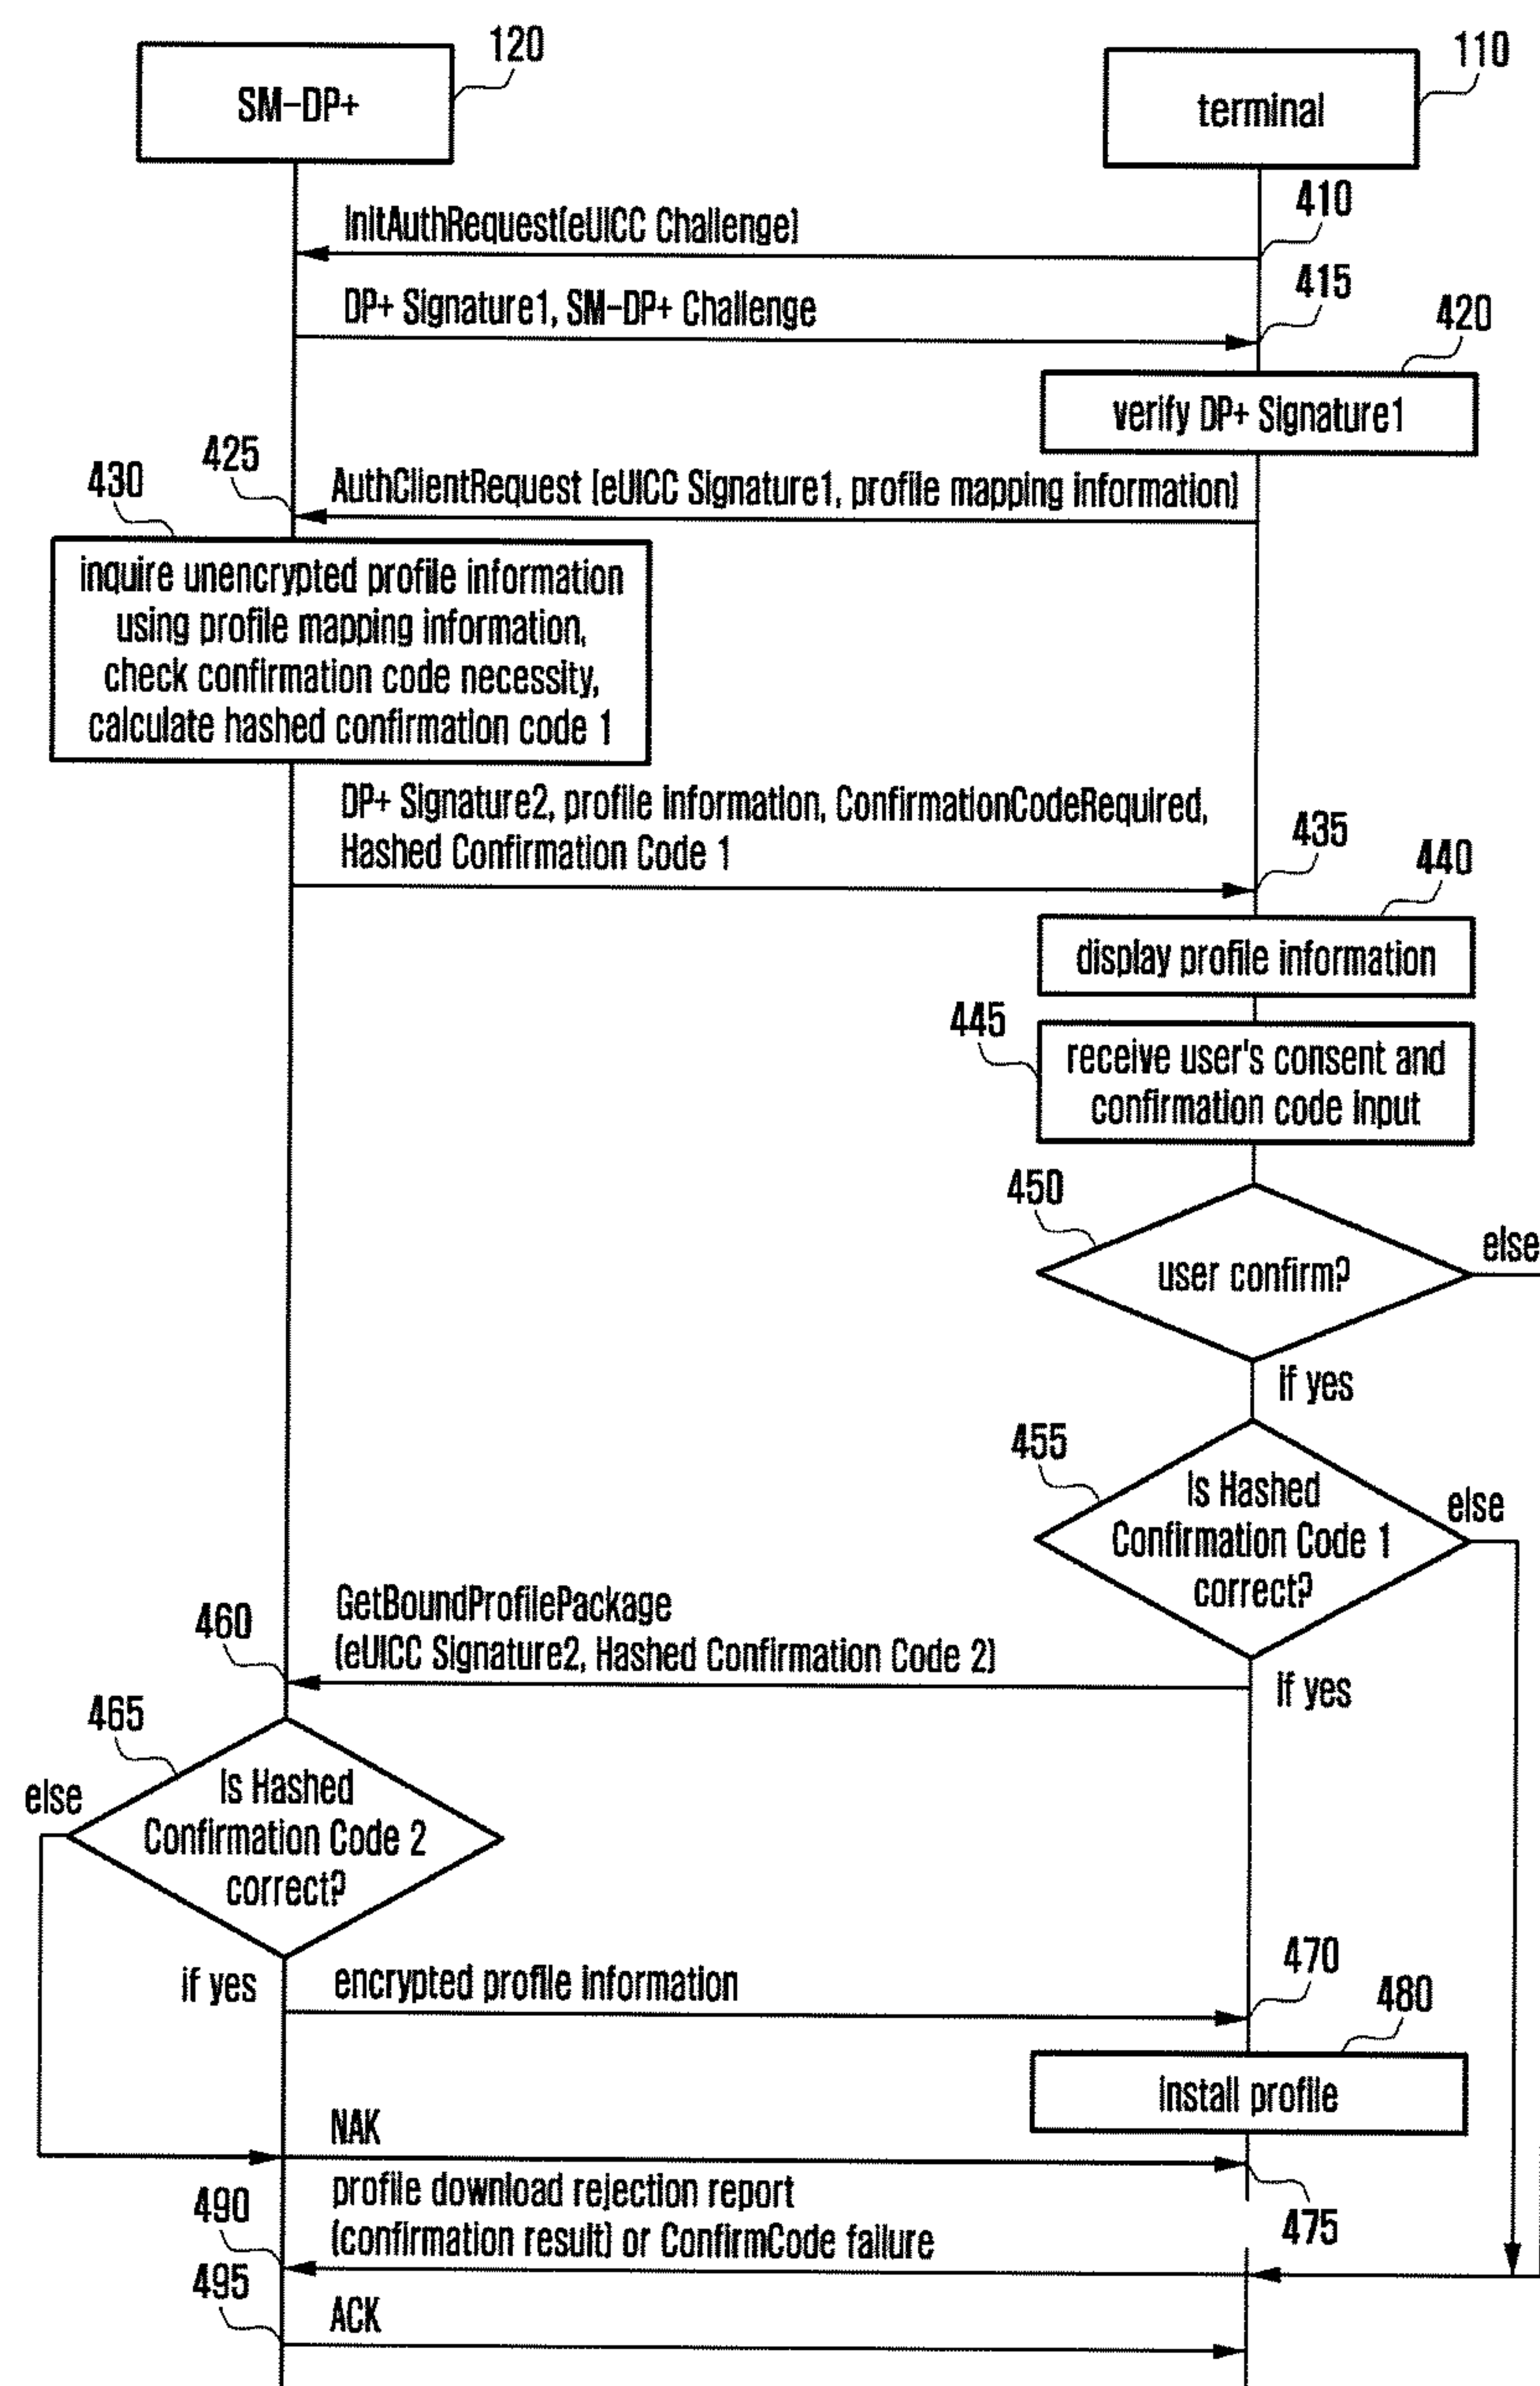 120
SM-DP+
110
terminal
410
InitAuthRequest(eUICC Challenge)
415
DP+ Signature1, SM-DP+ Challenge
420
verify DP+ Signature1
425
430
AuthClientRequest (eUICC Signature1, profile mapping information)
inquire unencrypted profile information
using profile mapping information,
check confirmation code necessity,
calculate hashed confirmation code 1
DP+ Signature2, profile information, ConfirmationCodeRequired,
Hashed Confirmation Code 1
435
440
display profile information
445
receive user's consent and
confirmation code input
450
user confirm?
else
if yes
455
Is Hashed
Confirmation Code 1
correct?
else
if yes
GetBoundProfilePackage
(eUICC Signature2, Hashed Confirmation Code 2)
460
465
Is Hashed
Confirmation Code 2
correct?
else
if yes
encrypted profile information
470
480
install profile
NAK
475
profile download rejection report
(confirmation result) or ConfirmCode failure
490
495
ACK